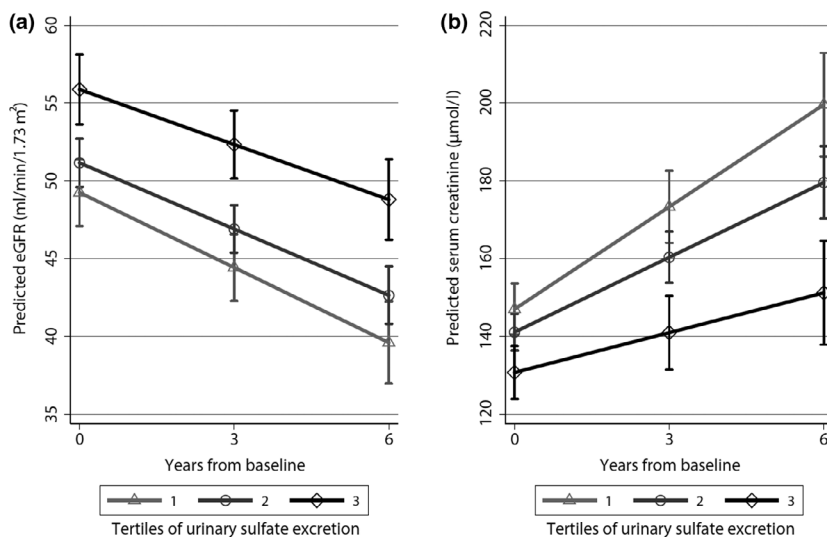 (a)
Predicted eGFR (ml/min/1.73 m²)
60
55
50
45
40
35
0 3 6
Years from baseline
1 2 3
Tertiles of urinary sulfate excretion
(b)
Predicted serum creatinine (μmol/l)
220
200
180
160
140
120
0 3 6
Years from baseline
1 2 3
Tertiles of urinary sulfate excretion